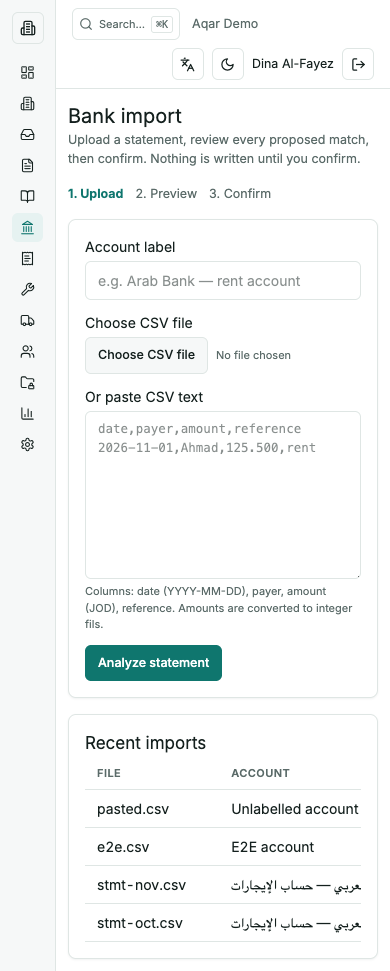 Search... ⌘K
Aqar Demo
Dina Al-Fayez
Bank import
Upload a statement, review every proposed match,
then confirm. Nothing is written until you confirm.
1. Upload 2. Preview 3. Confirm
Account label
e.g. Arab Bank — rent account
Choose CSV file
Choose CSV file No file chosen
Or paste CSV text
date,payer,amount,reference
2026-11-01,Ahmad,125.500,rent
Columns: date (YYYY-MM-DD), payer, amount
(JOD), reference. Amounts are converted to integer
fils.
Analyze statement
Recent imports
FILE ACCOUNT
pasted.csv Unlabelled account
e2e.csv E2E account
stmt-nov.csv — حساب الإيجارات
stmt-oct.csv — حساب الإيجارات